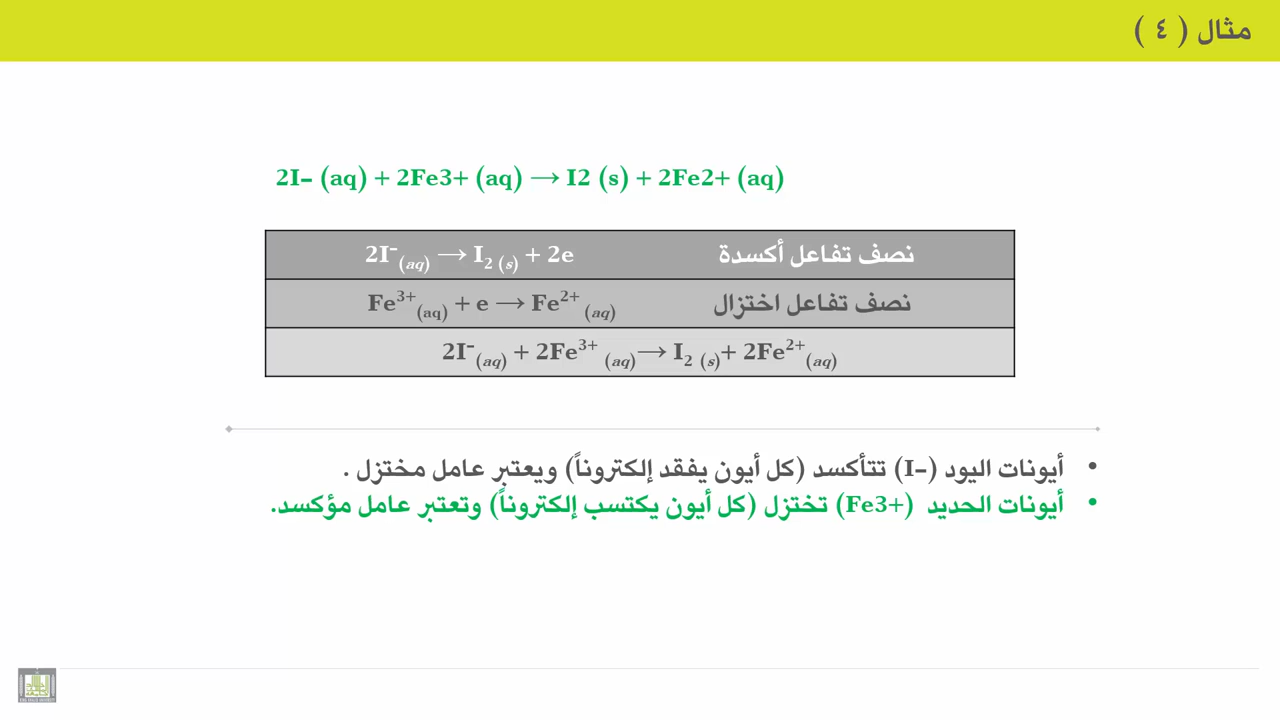 مثال ( ٤ )
2I– (aq) + 2Fe3+ (aq) ⟶ I2 (s) + 2Fe2+ (aq)
نصف تفاعل أكسدة 2I⁻(aq) ⟶ I₂ (s) + 2e
نصف تفاعل اختزال Fe³⁺(aq) + e ⟶ Fe²⁺ (aq)
2I⁻(aq) + 2Fe³⁺ (aq)⟶ I₂ (s)+ 2Fe²⁺(aq)
• أيونات اليود (I–) تتأكسد (كل أيون يفقد إلكتروناً) ويعتبر عامل مختزل .
• أيونات الحديد (Fe3+) تختزل (كل أيون يكتسب إلكتروناً) وتعتبر عامل مؤكسد.